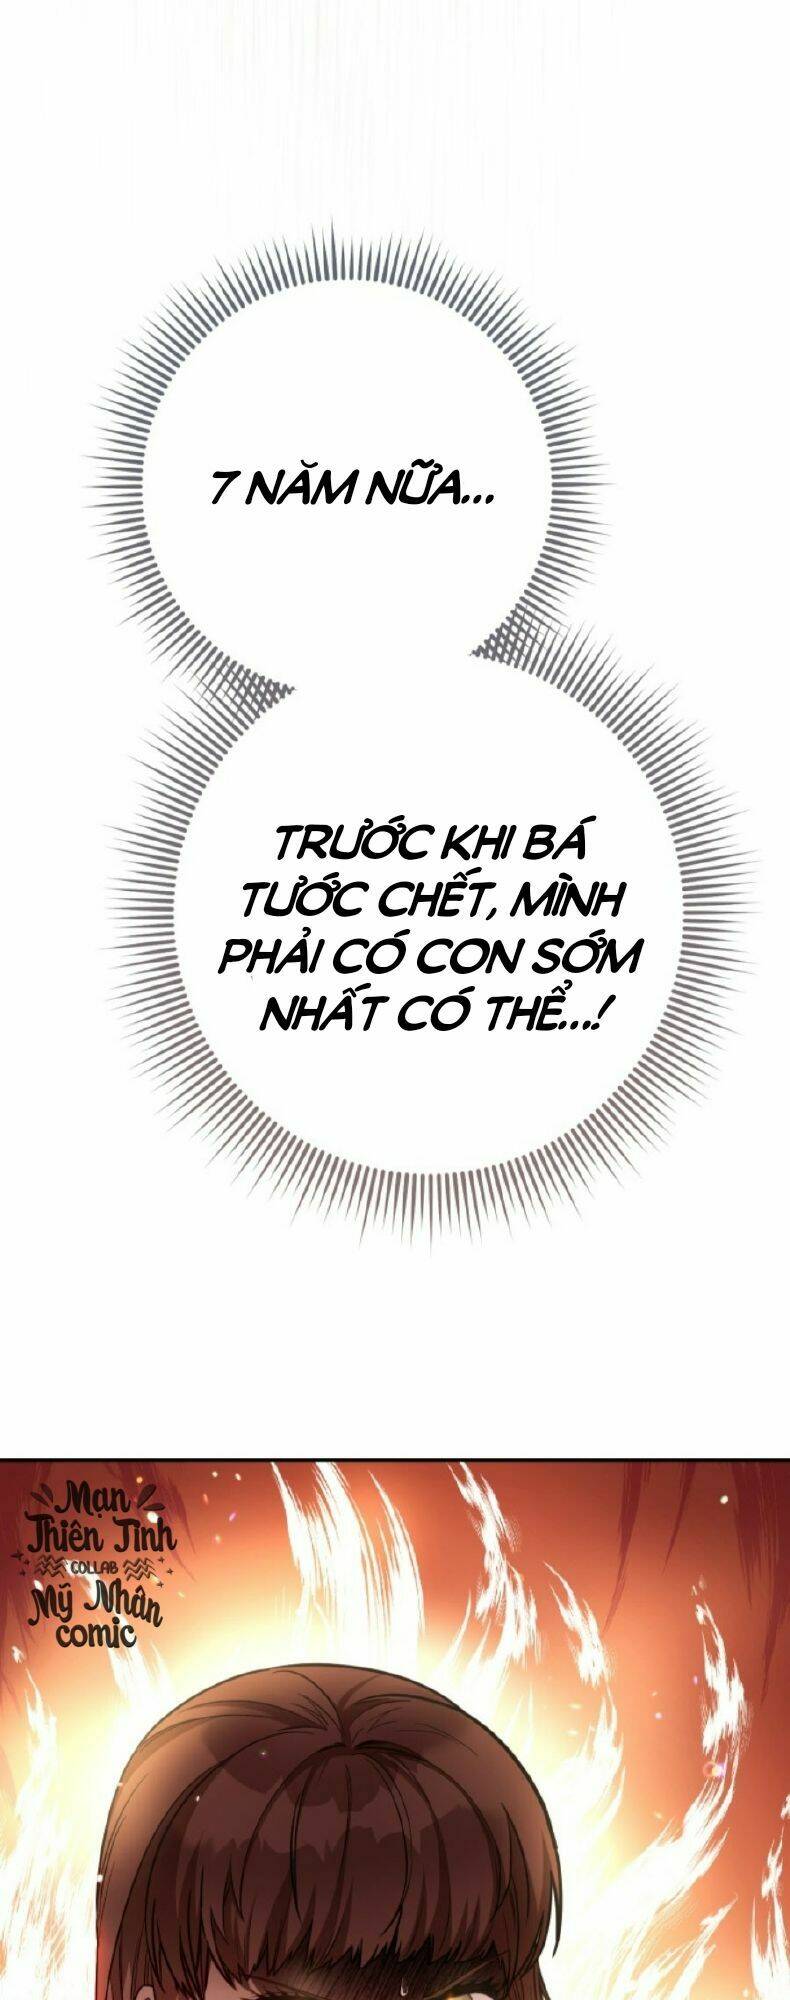 7 NĂM NỮA...
TRƯỚC KHI BÁ
TƯỚC CHẾT, MÌNH
PHẢI CÓ CON SỚM
NHẤT CÓ THỂ...!
Mạn
Thiên Tinh
COLLAB
Mỹ Nhân
comic